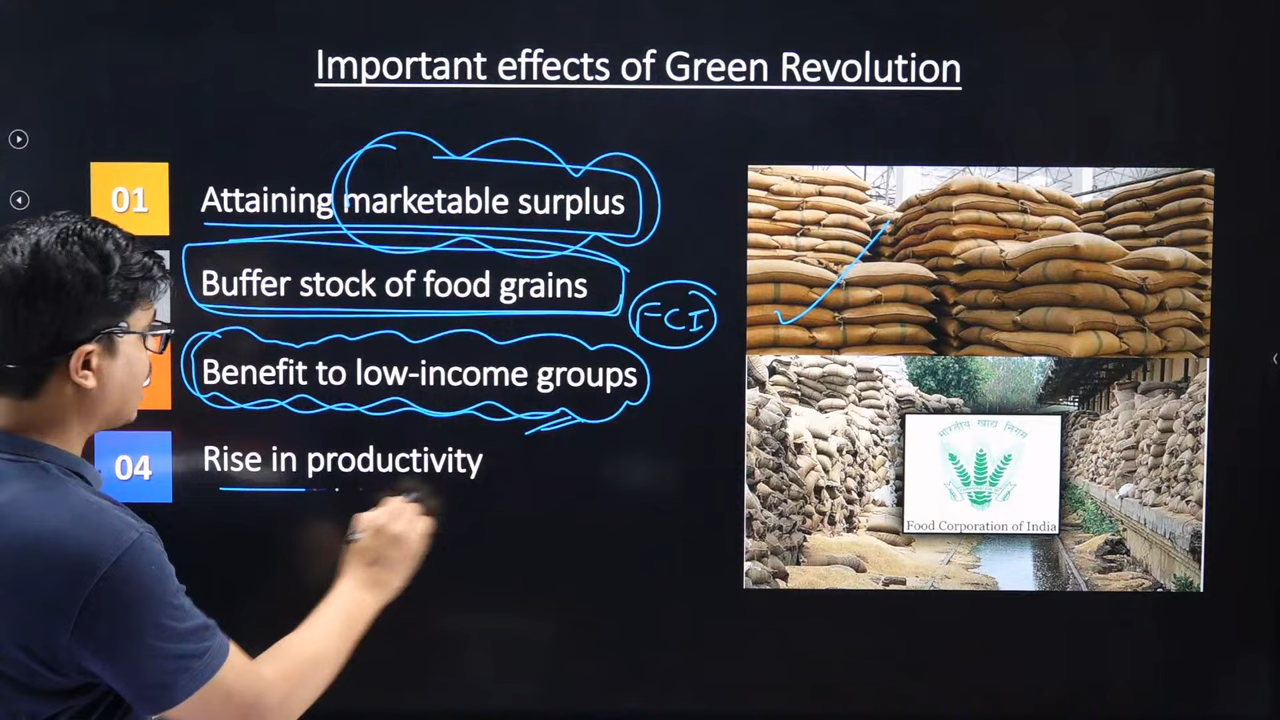 Important effects of Green Revolution
01
Attaining marketable surplus
Buffer stock of food grains
FCI
Benefit to low-income groups
04
Rise in productivity
भारतीय खाद्य निगम
Food Corporation of India